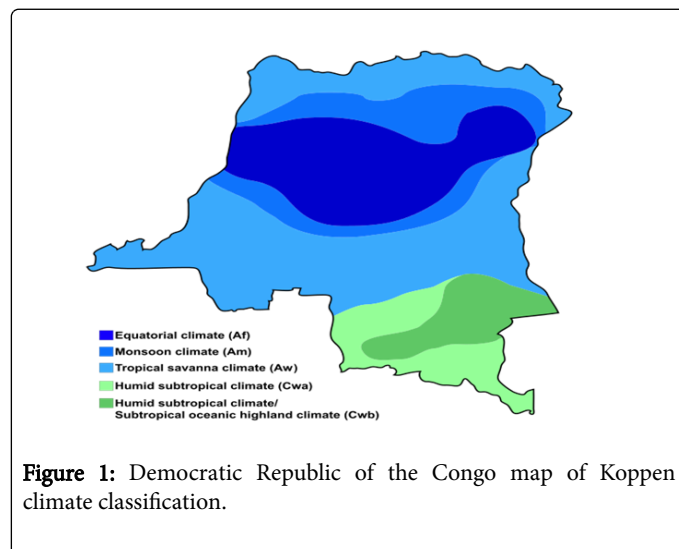 Equatorial climate (Af)
Monsoon climate (Am)
Tropical savanna climate (Aw)
Humid subtropical climate (Cwa)
Humid subtropical climate/
Subtropical oceanic highland climate (Cwb)
Figure 1: Democratic Republic of the Congo map of Koppen
climate classification.